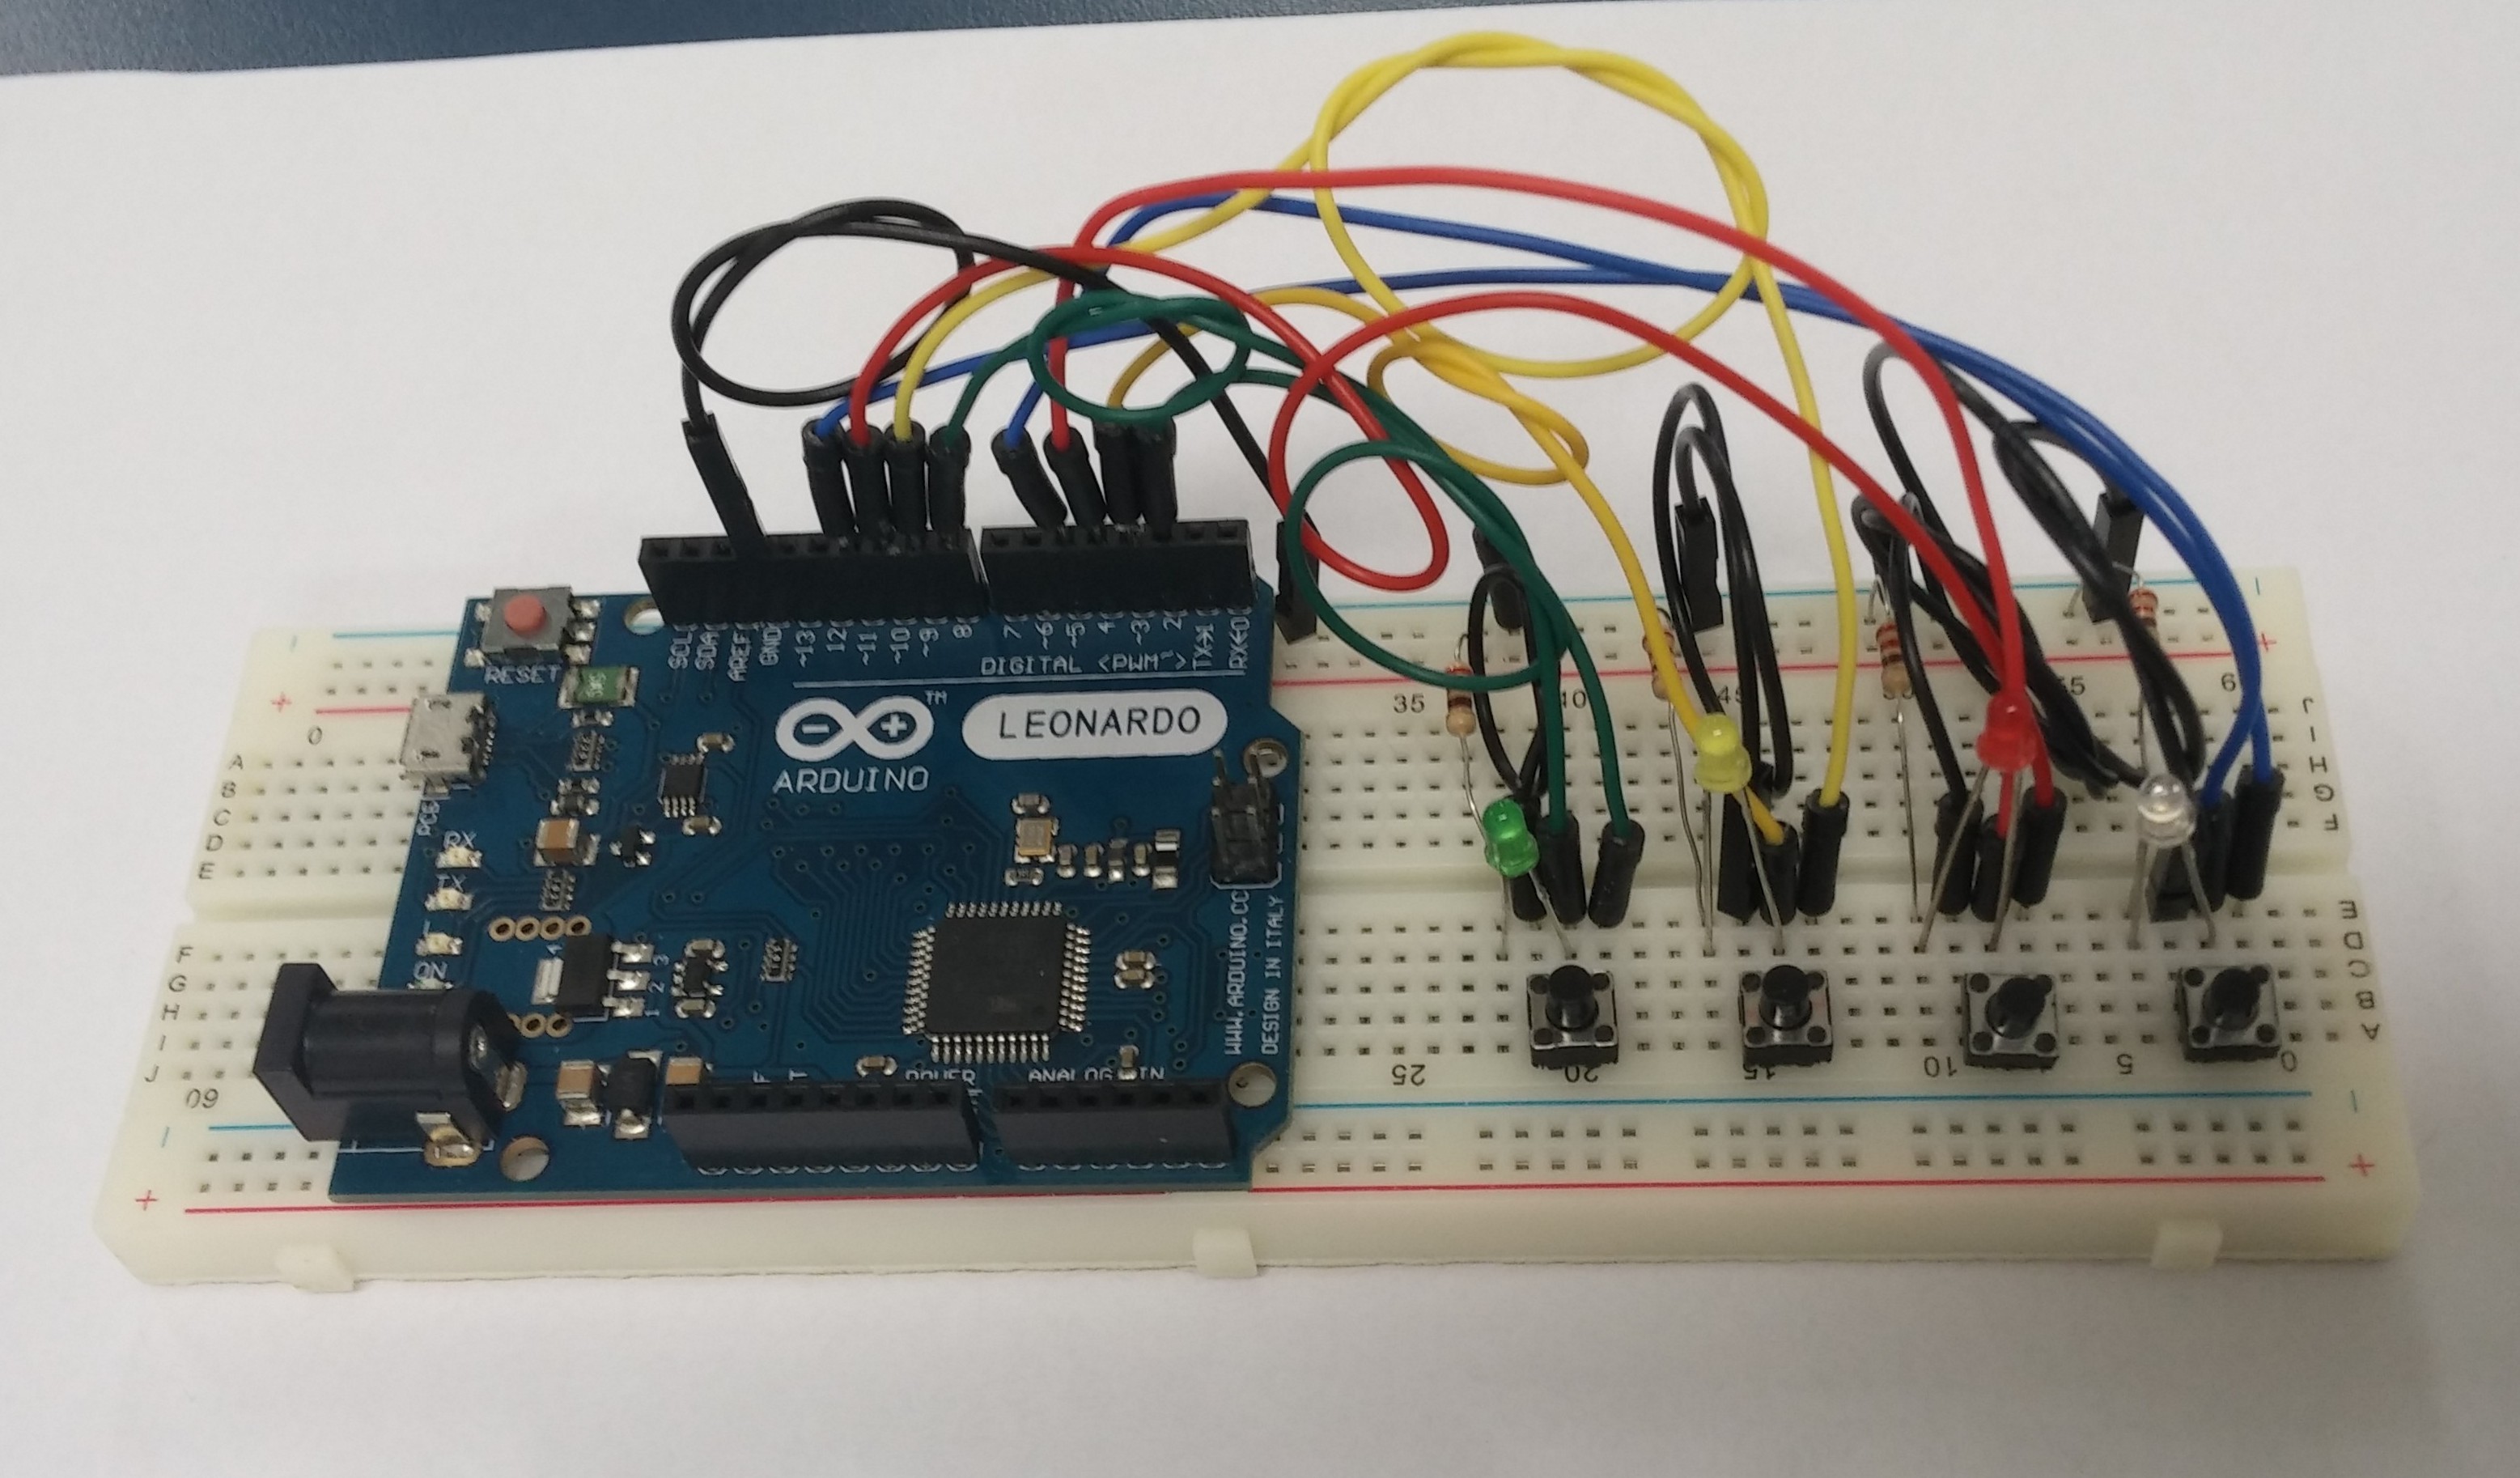 SCL
SDA
AREF
GND
~13
12
~11
~10
~9
8
7
~6
~5
4
~3
2
TX→1
RX←0
DIGITAL <PWM~>
RESET
ARDUINO
TM
LEONARDO
RX
TX
L
ON
POWER
ANALOG IN
WWW.ARDUINO.CC
DESIGN IN ITALY
- +
0
A
B
C
D
E
F
G
H
I
J
60
- +
35
40
J
I
H
G
F
E
D
C
B
A
25
20
15
10
5
0
- +
- +